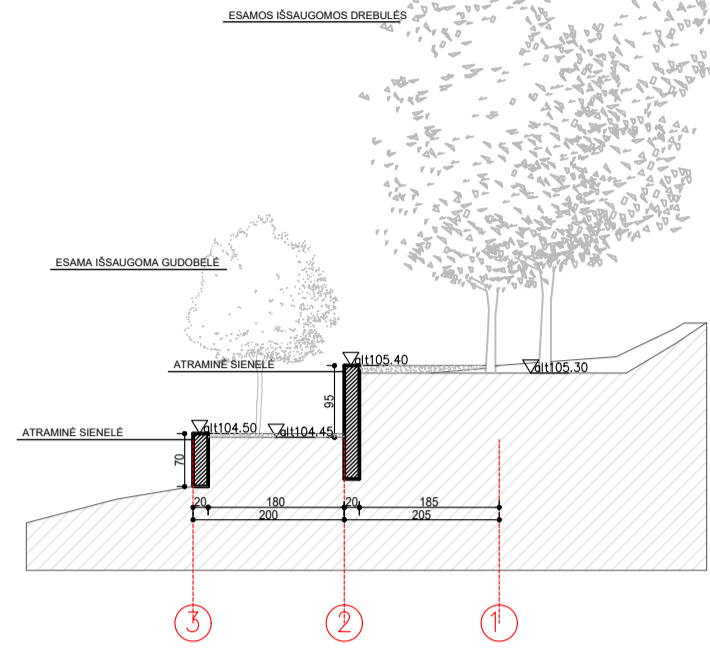 ESAMOS IŠSAUGOMOS DREBULĖS
ESAMA IŠSAUGOMA GUDOBELĖ
alt105.40
ATRAMINĖ SIENELĖ
alt105.30
95
alt104.50
alt104.45
ATRAMINĖ SIENELĖ
70
20 180 20 185
200 205
3 2 1